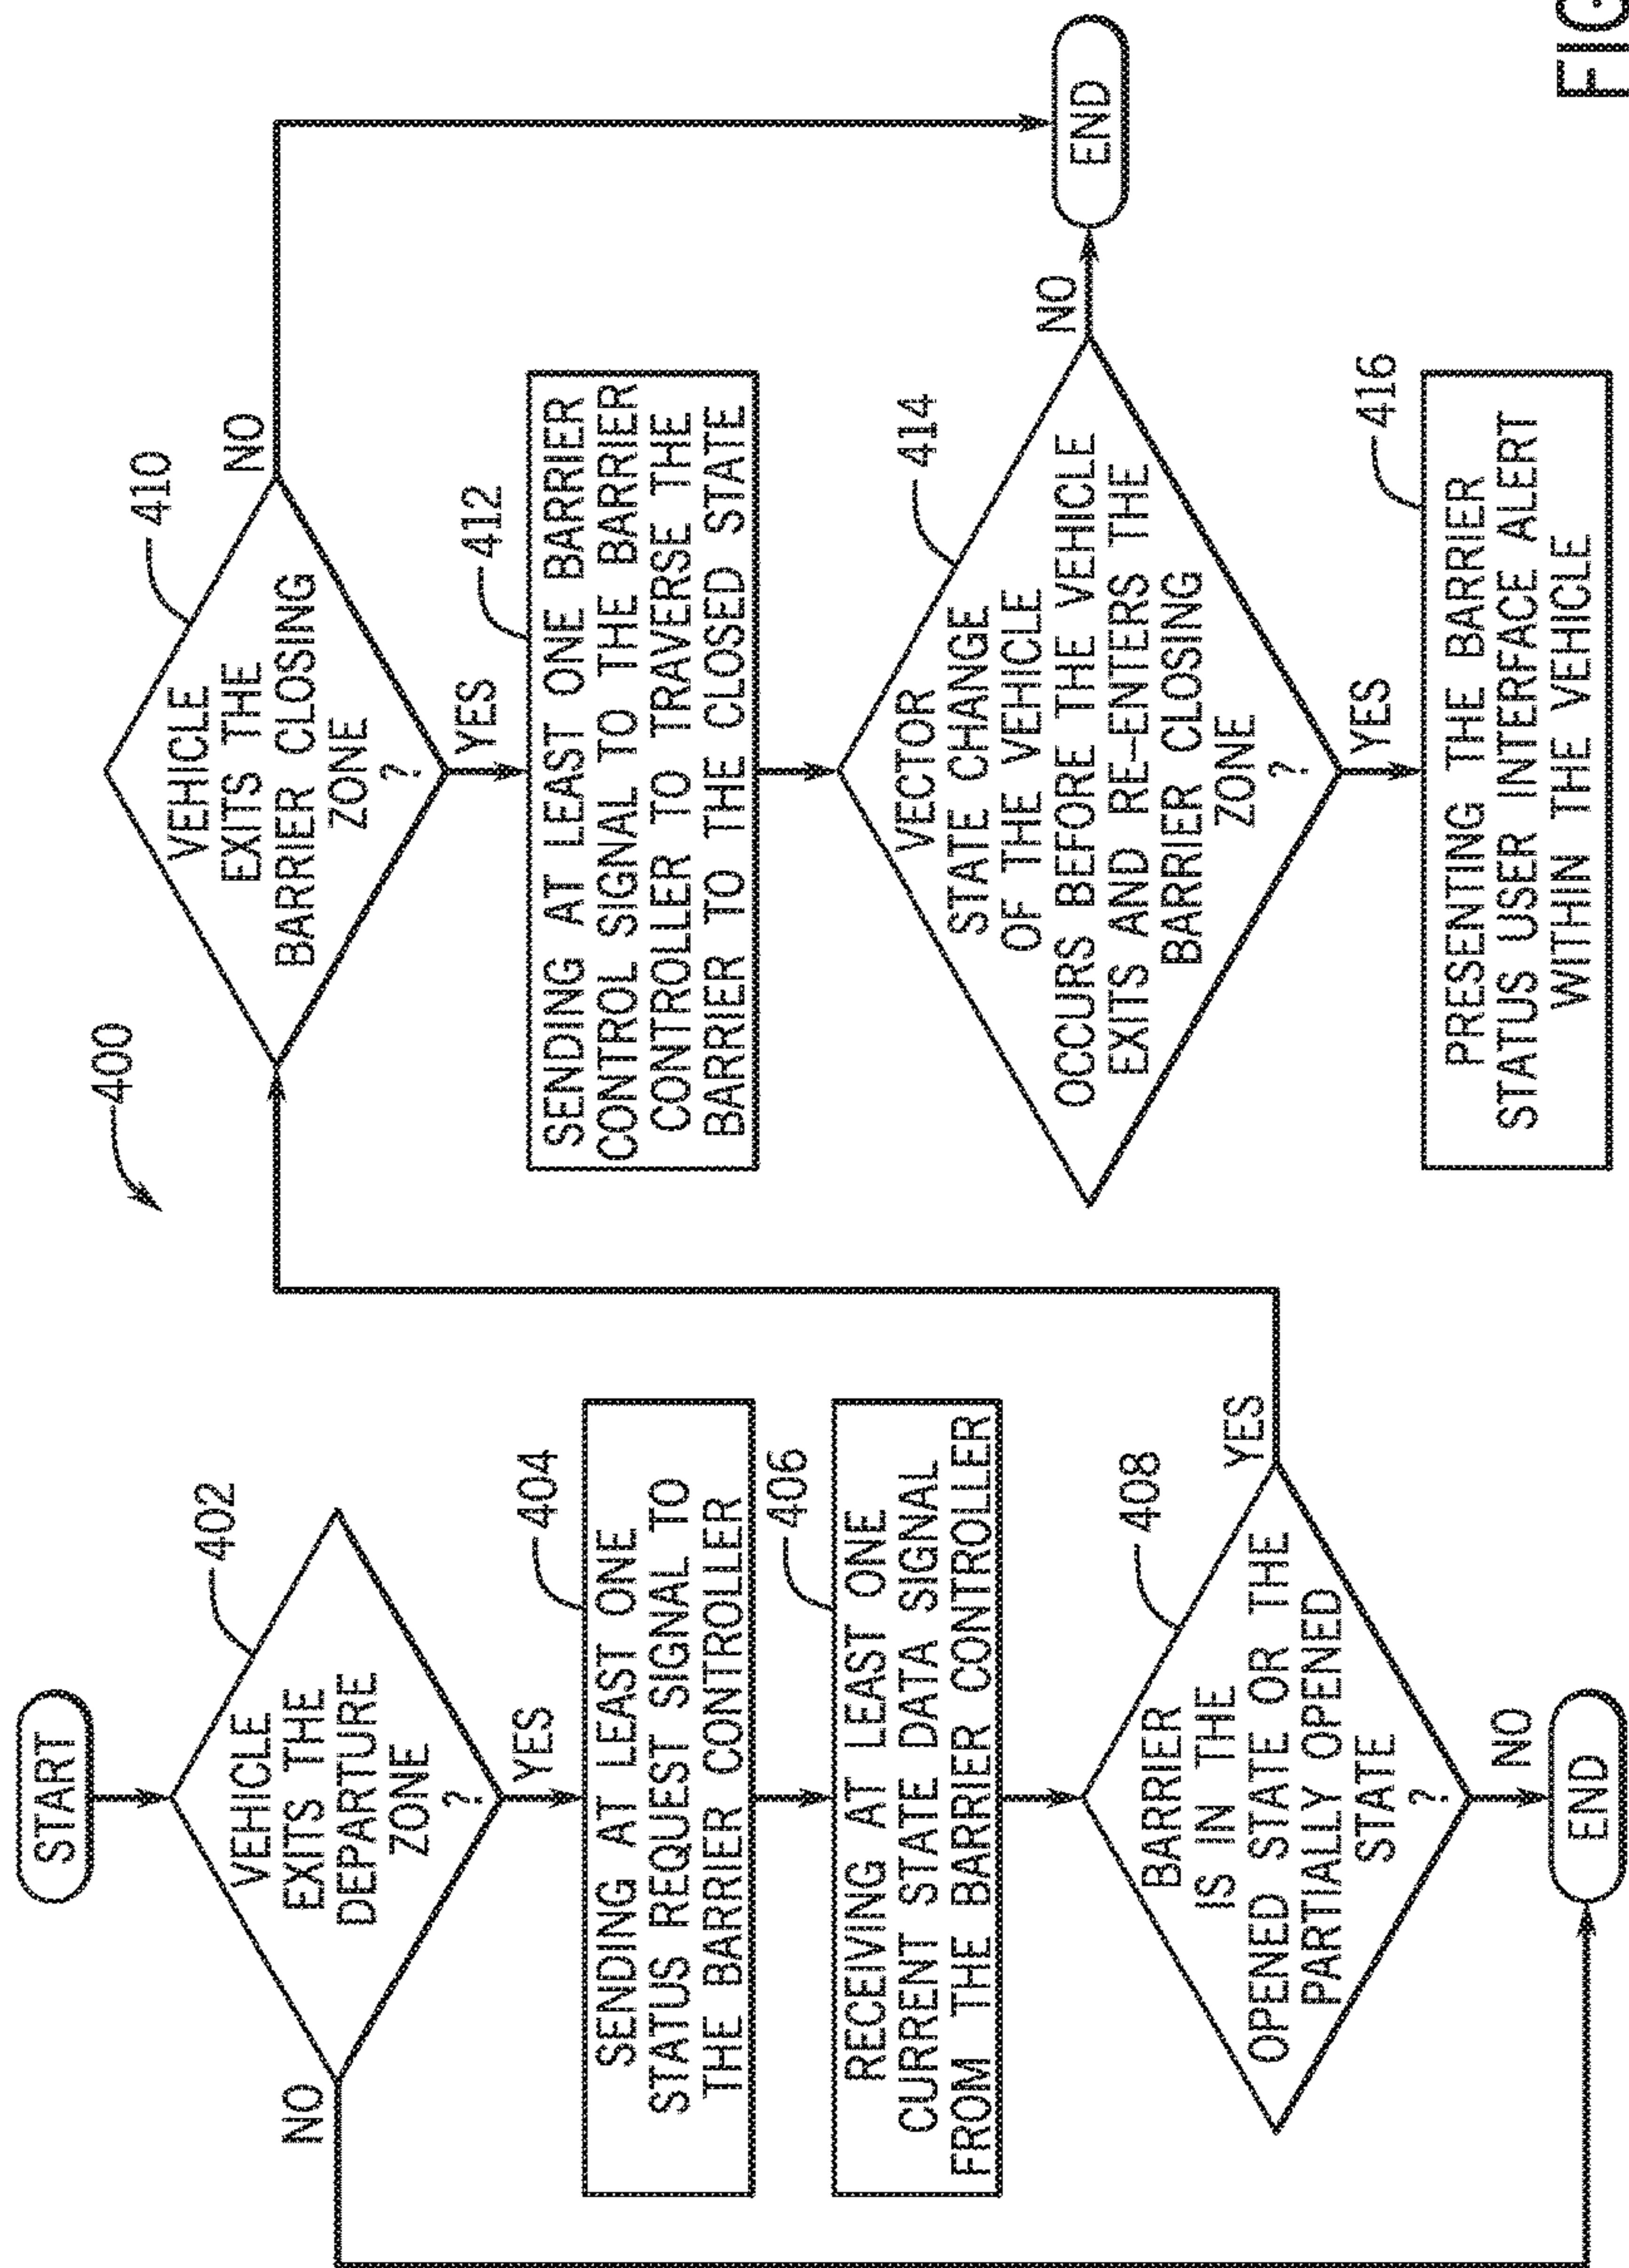 400
START
402
VEHICLE
EXITS THE
DEPARTURE
ZONE
?
NO
YES
404
SENDING AT LEAST ONE
STATUS REQUEST SIGNAL TO
THE BARRIER CONTROLLER
406
RECEIVING AT LEAST ONE
CURRENT STATE DATA SIGNAL
FROM THE BARRIER CONTROLLER
408
BARRIER
IS IN THE
OPENED STATE OR THE
PARTIALLY OPENED
STATE
?
YES
NO
END
410
VEHICLE
EXITS THE
BARRIER CLOSING
ZONE
?
NO
YES
412
SENDING AT LEAST ONE BARRIER
CONTROL SIGNAL TO THE BARRIER
CONTROLLER TO TRAVERSE THE
BARRIER TO THE CLOSED STATE
414
VECTOR
STATE CHANGE
OF THE VEHICLE
OCCURS BEFORE THE VEHICLE
EXITS AND RE-ENTERS THE
BARRIER CLOSING
ZONE
?
NO
END
YES
416
PRESENTING THE BARRIER
STATUS USER INTERFACE ALERT
WITHIN THE VEHICLE